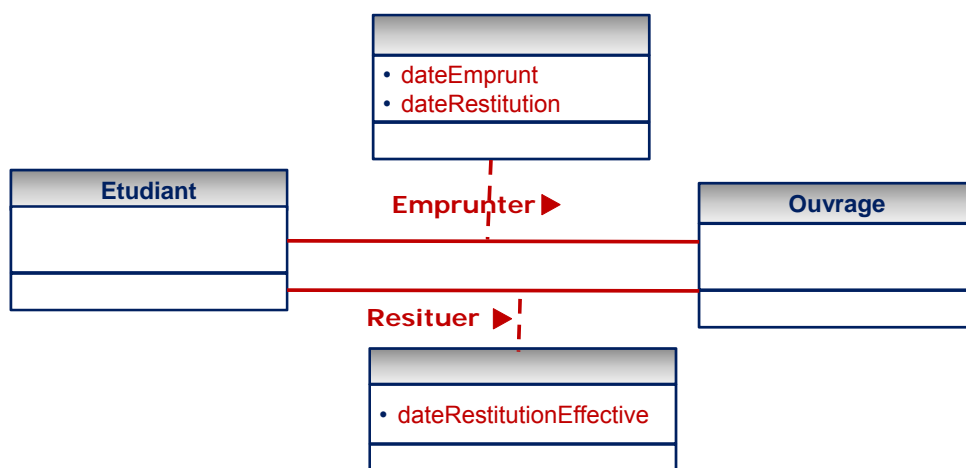 • dateEmprunt
• dateRestitution
Etudiant
Emprunter ▶
Ouvrage
Resituer ▶
• dateRestitutionEffective